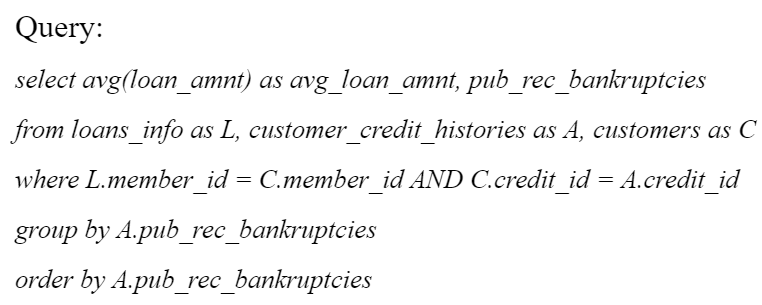 Query:
select avg(loan_amnt) as avg_loan_amnt, pub_rec_bankruptcies
from loans_info as L, customer_credit_histories as A, customers as C
where L.member_id = C.member_id AND C.credit_id = A.credit_id
group by A.pub_rec_bankruptcies
order by A.pub_rec_bankruptcies